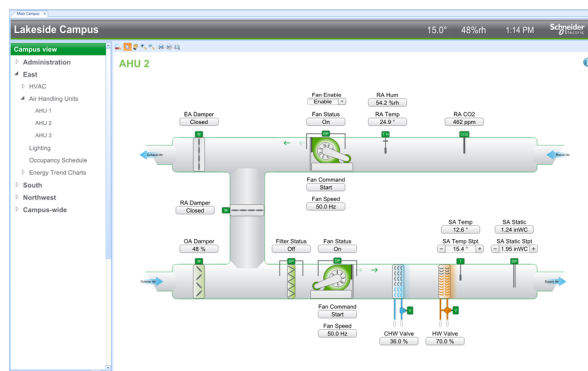 Main Campus
Lakeside Campus
15.0° 48%rh 1:14 PM Schneider Electric
Campus view
Administration
East
HVAC
Air Handling Units
AHU 1
AHU 2
AHU 3
Lighting
Occupancy Schedule
Energy Trend Charts
South
Northwest
Campus-wide
AHU 2
EA Damper
Closed
Fan Enable
Enable
Fan Status
On
RA Hum
54.2 %rh
RA Temp
24.9 °
RA CO2
462 ppm
Exhaust Air
Return Air
Fan Command
Start
Fan Speed
50.0 Hz
RA Damper
Closed
OA Damper
48 %
Filter Status
Off
Fan Status
On
SA Temp
12.6 °
SA Static
1.24 inWC
SA Temp Stpt
15.4 °
SA Static Stpt
1.95 inWC
Supply Air
Fan Command
Start
Fan Speed
50.0 Hz
CHW Valve
36.0 %
HW Valve
70.0 %